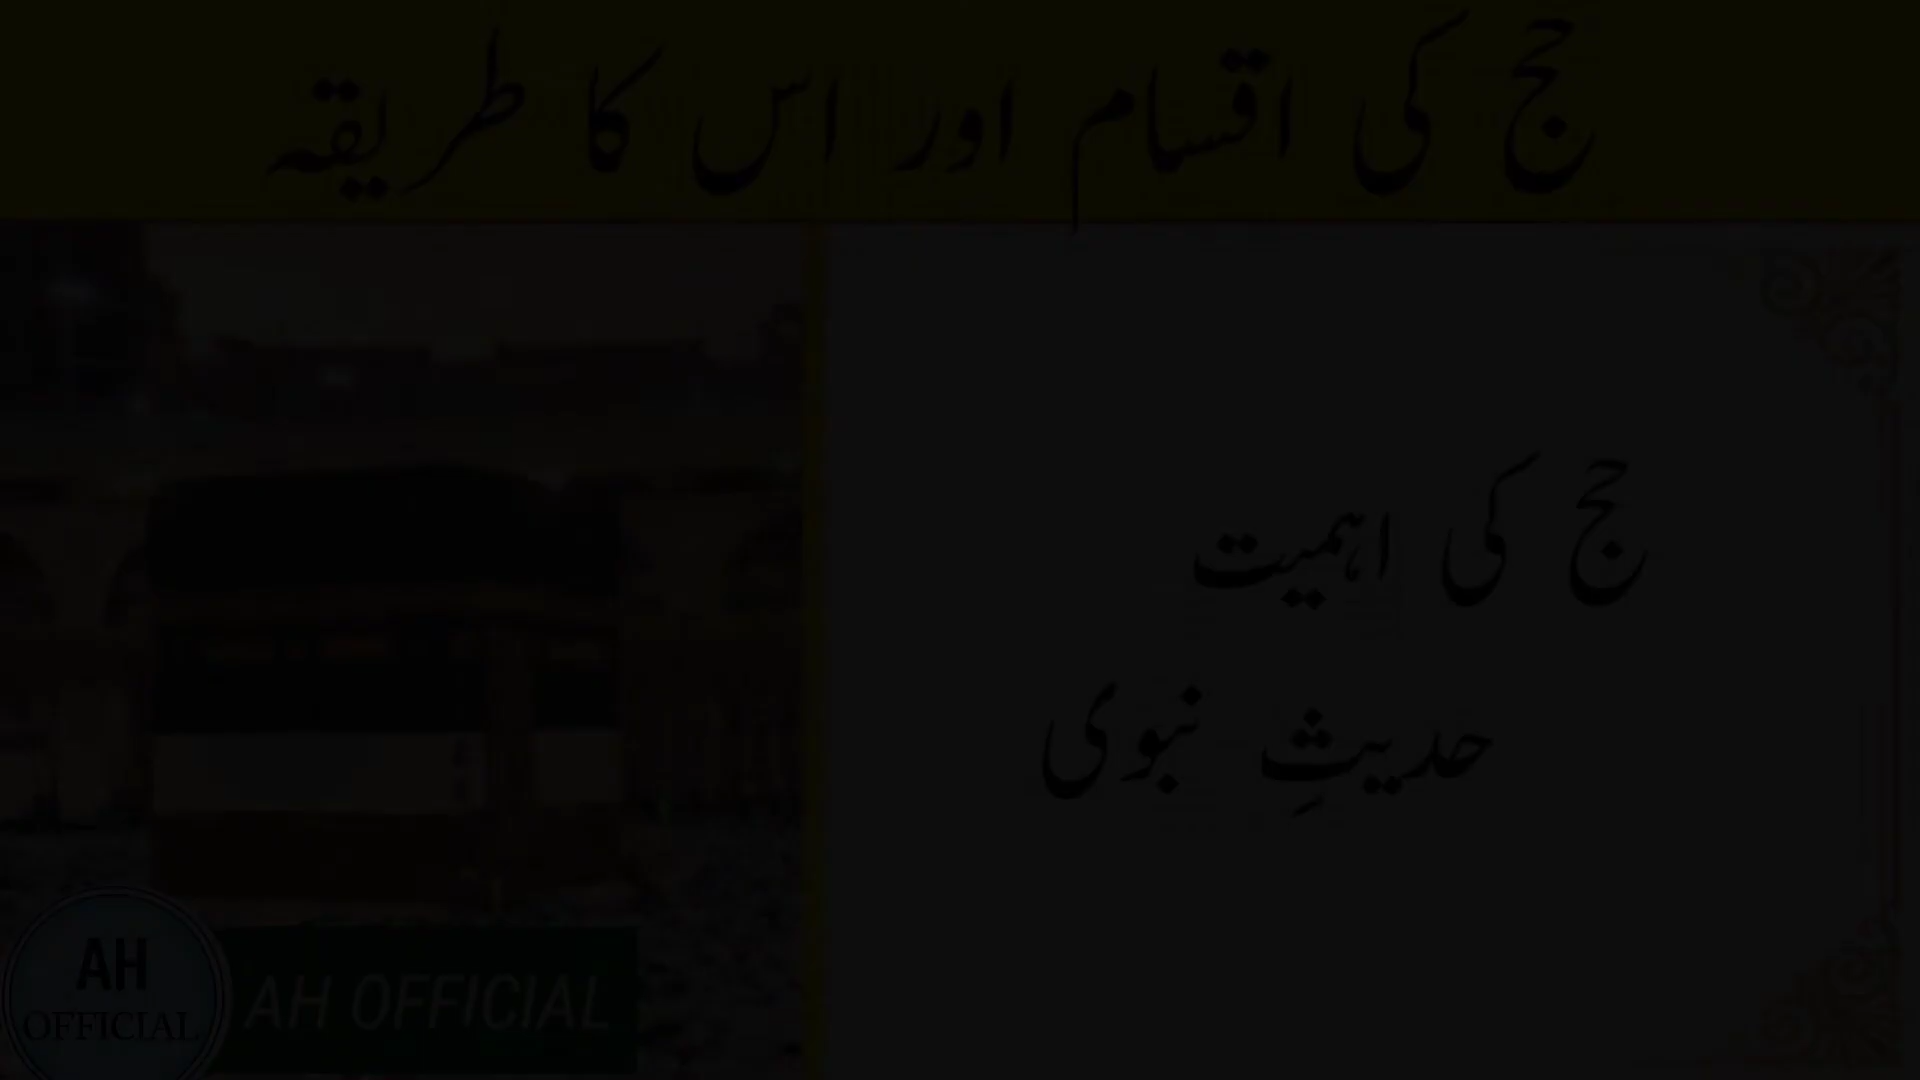 حج کی اقسام اور اس کا طریقہ
حج کی اہمیت
حدیثِ نبوی
AH
OFFICIAL
AH OFFICIAL